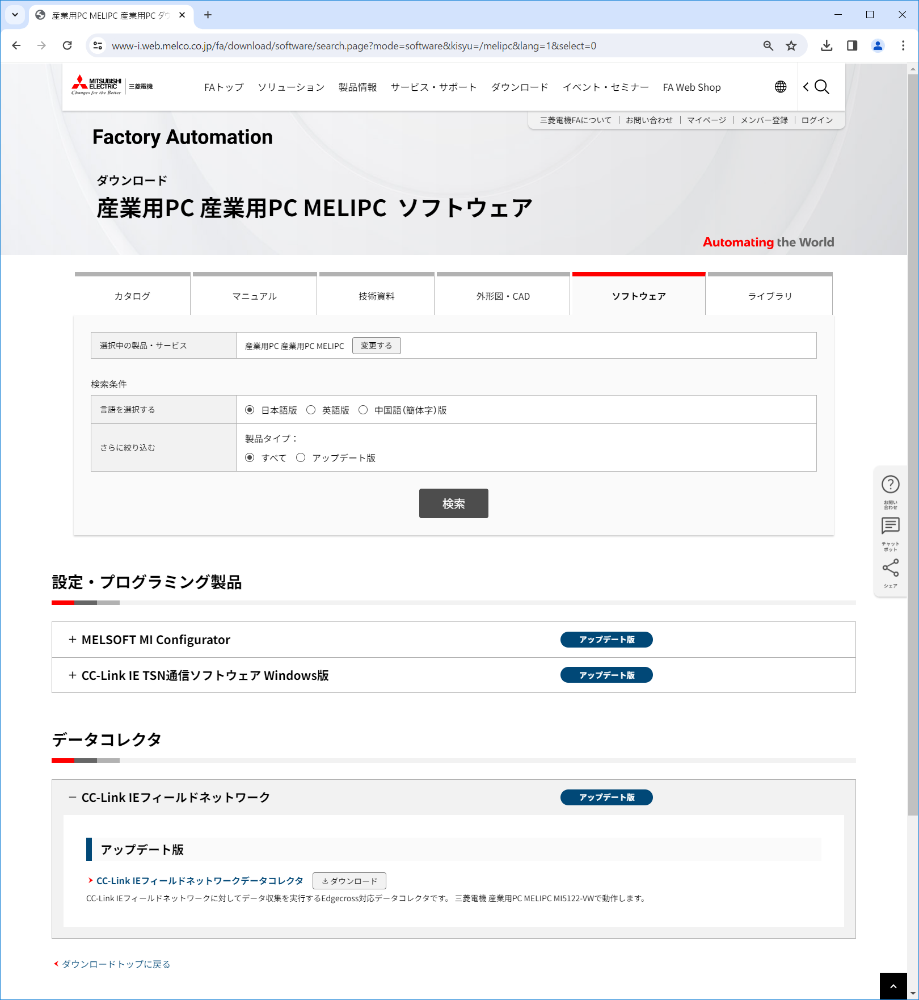 産業用PC MELIPC 産業用PC ダウ
www-i.web.melco.co.jp/fa/download/software/search.page?mode=software&kisyu=/melipc&lang=1&select=0
MITSUBISHI ELECTRIC
Changes for the Better
三菱電機
FAトップ ソリューション 製品情報 サービス・サポート ダウンロード イベント・セミナー FA Web Shop
三菱電機FAについて お問い合わせ マイページ メンバー登録 ログイン
Factory Automation
ダウンロード
産業用PC 産業用PC MELIPC ソフトウェア
Automating the World
カタログ マニュアル 技術資料 外形図・CAD ソフトウェア ライブラリ
選択中の製品・サービス 産業用PC 産業用PC MELIPC 変更する
検索条件
言語を選択する 日本語版 英語版 中国語(簡体字)版
さらに絞り込む 製品タイプ：
すべて アップデート版
検索
お問い
合わせ
チャット
ボット
シェア
設定・プログラミング製品
+ MELSOFT MI Configurator アップデート版
+ CC-Link IE TSN通信ソフトウェア Windows版 アップデート版
データコレクタ
− CC-Link IEフィールドネットワーク アップデート版
アップデート版
CC-Link IEフィールドネットワークデータコレクタ ダウンロード
CC-Link IEフィールドネットワークに対してデータ収集を実行するEdgecross対応データコレクタです。 三菱電機 産業用PC MELIPC MI5122-VWで動作します。
ダウンロードトップに戻る